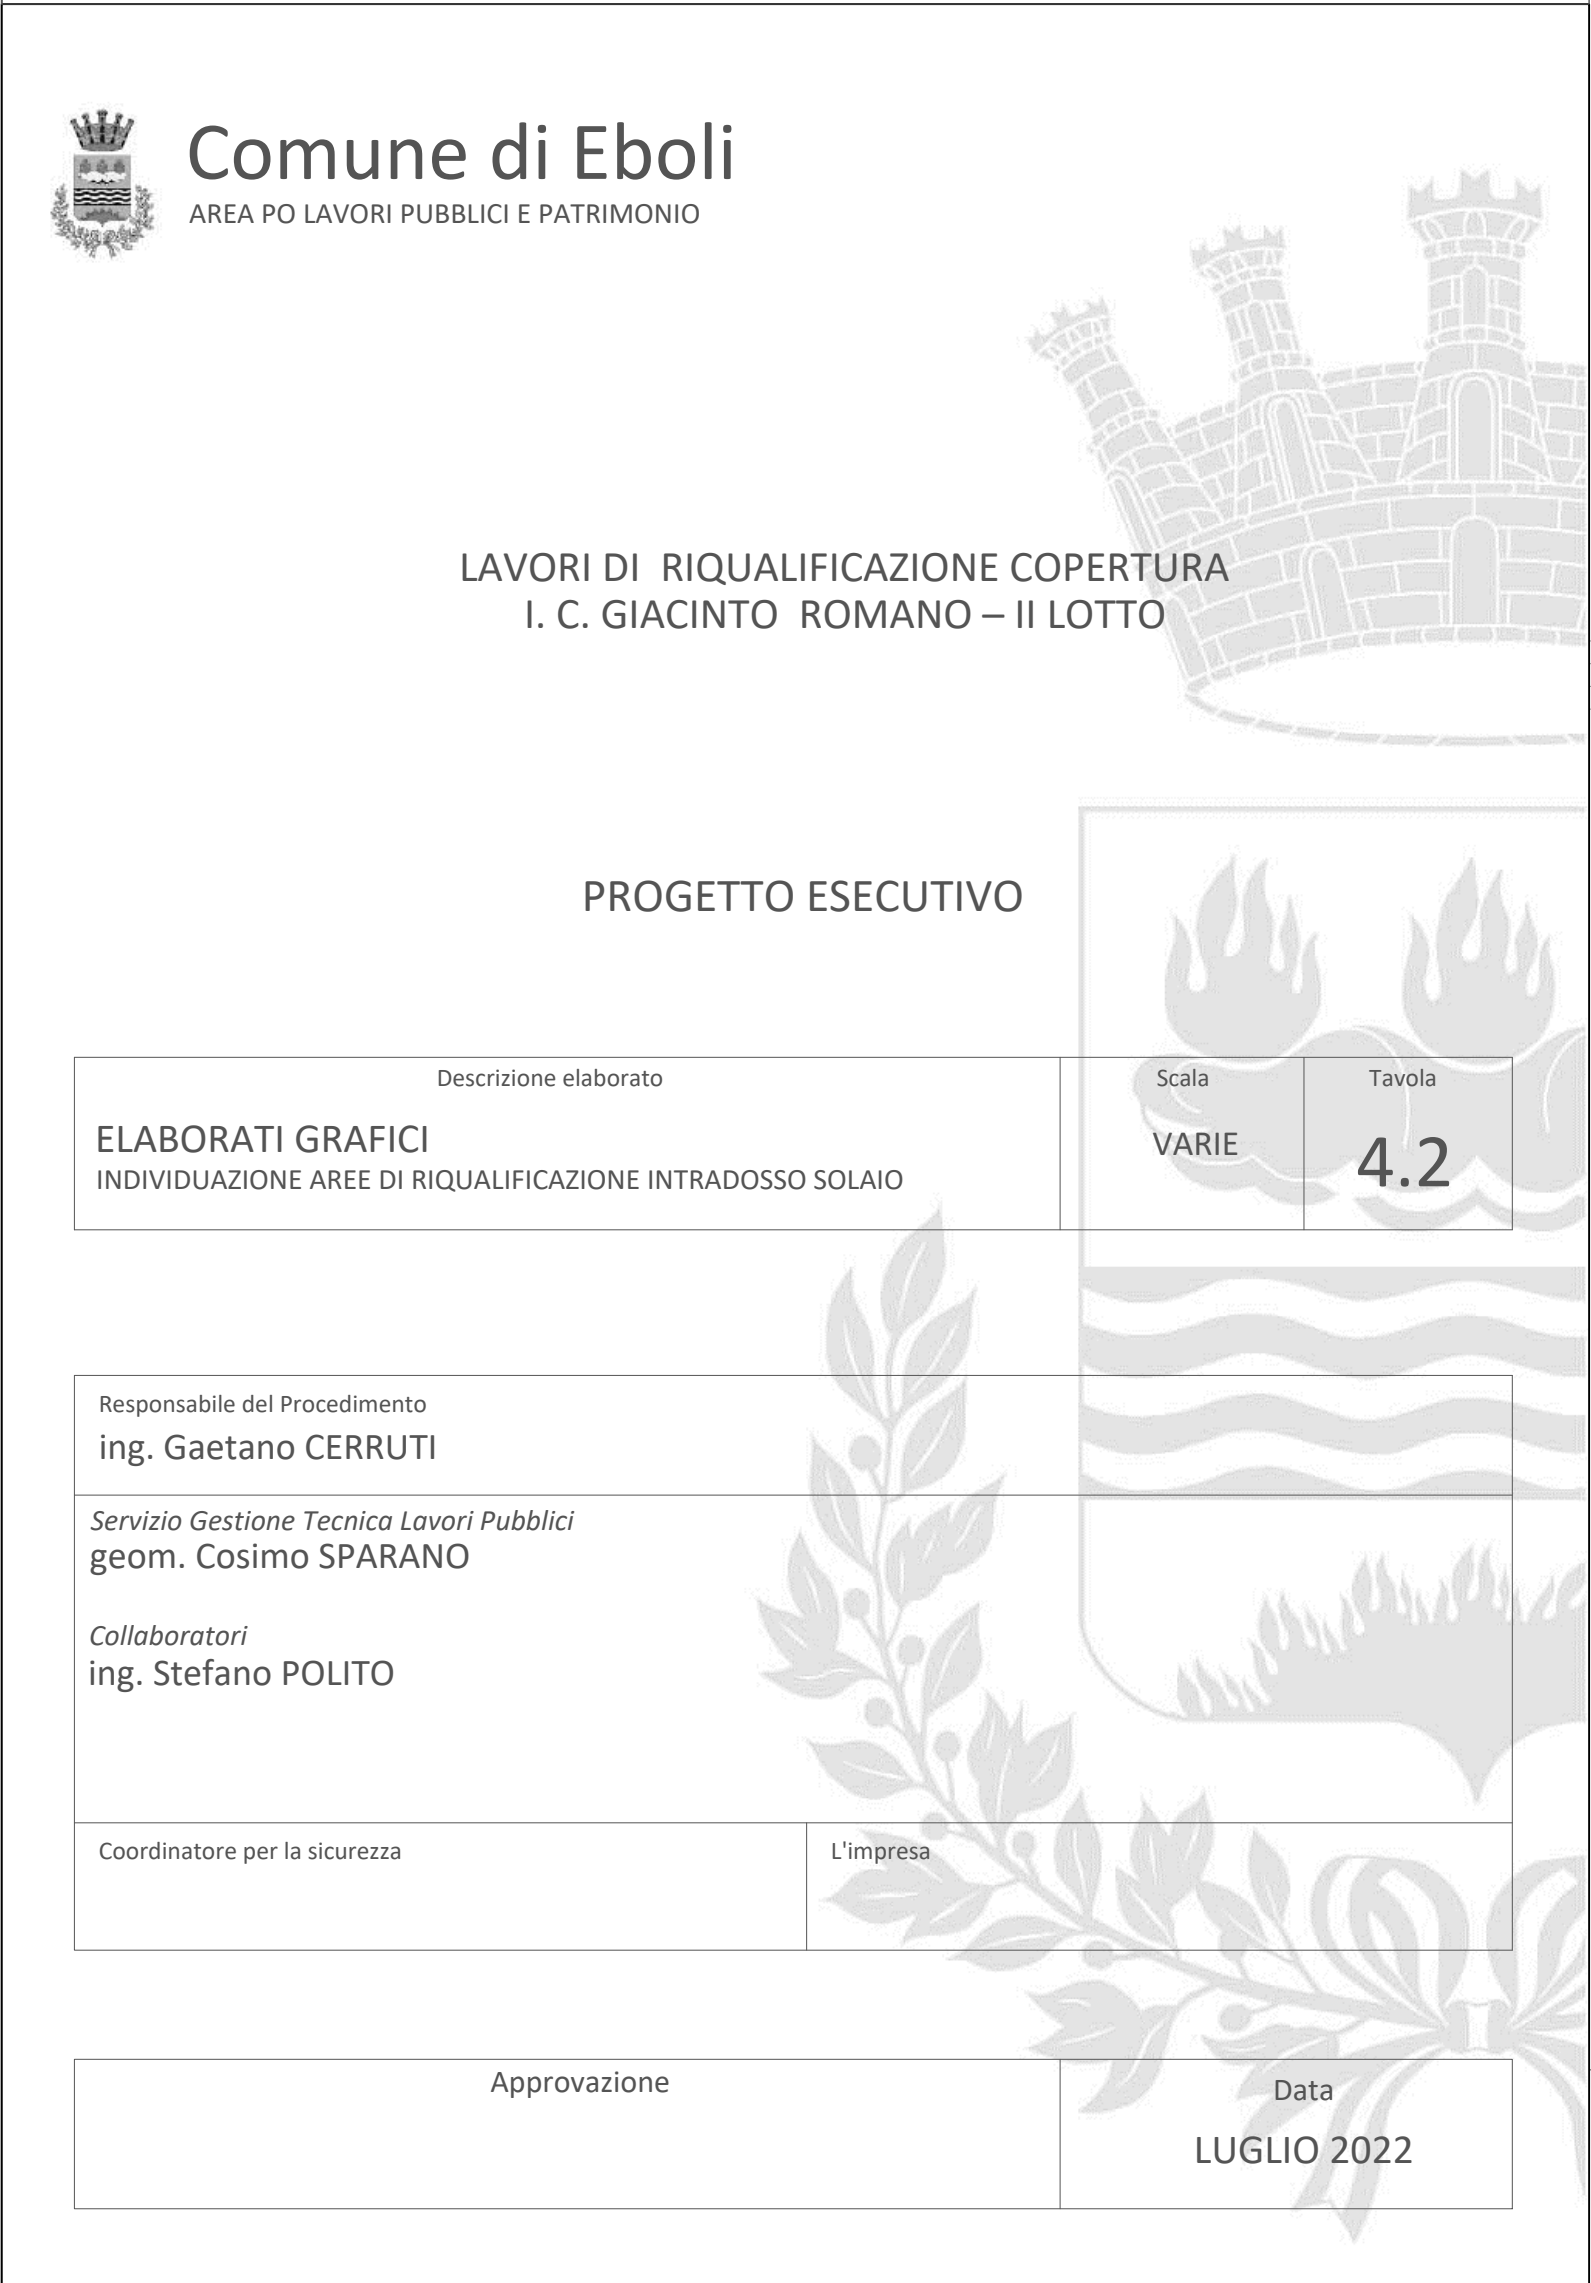 Comune di Eboli
AREA PO LAVORI PUBBLICI E PATRIMONIO
LAVORI DI RIQUALIFICAZIONE COPERTURA
I. C. GIACINTO ROMANO – II LOTTO
PROGETTO ESECUTIVO
Descrizione elaborato
ELABORATI GRAFICI
INDIVIDUAZIONE AREE DI RIQUALIFICAZIONE INTRADOSSO SOLAIO
Scala
VARIE
Tavola
4.2
Responsabile del Procedimento
ing. Gaetano CERRUTI
Servizio Gestione Tecnica Lavori Pubblici
geom. Cosimo SPARANO
Collaboratori
ing. Stefano POLITO
Coordinatore per la sicurezza
L'impresa
Approvazione
Data
LUGLIO 2022